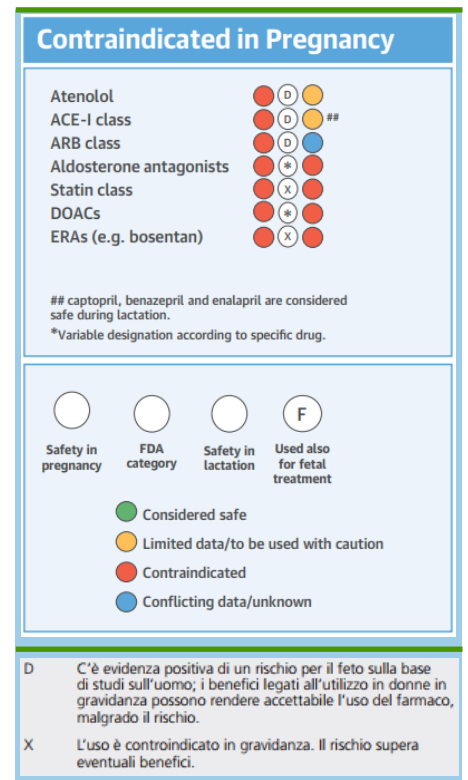 Contraindicated in Pregnancy
Atenolol D
ACE-I class D ##
ARB class D
Aldosterone antagonists *
Statin class X
DOACs *
ERAs (e.g. bosentan) X
## captopril, benazepril and enalapril are considered
safe during lactation.
*Variable designation according to specific drug.
F
Safety in pregnancy
FDA category
Safety in lactation
Used also for fetal treatment
Considered safe
Limited data/to be used with caution
Contraindicated
Conflicting data/unknown
D C'è evidenza positiva di un rischio per il feto sulla base
di studi sull'uomo; i benefici legati all'utilizzo in donne in
gravidanza possono rendere accettabile l'uso del farmaco,
malgrado il rischio.
X L'uso è controindicato in gravidanza. Il rischio supera
eventuali benefici.